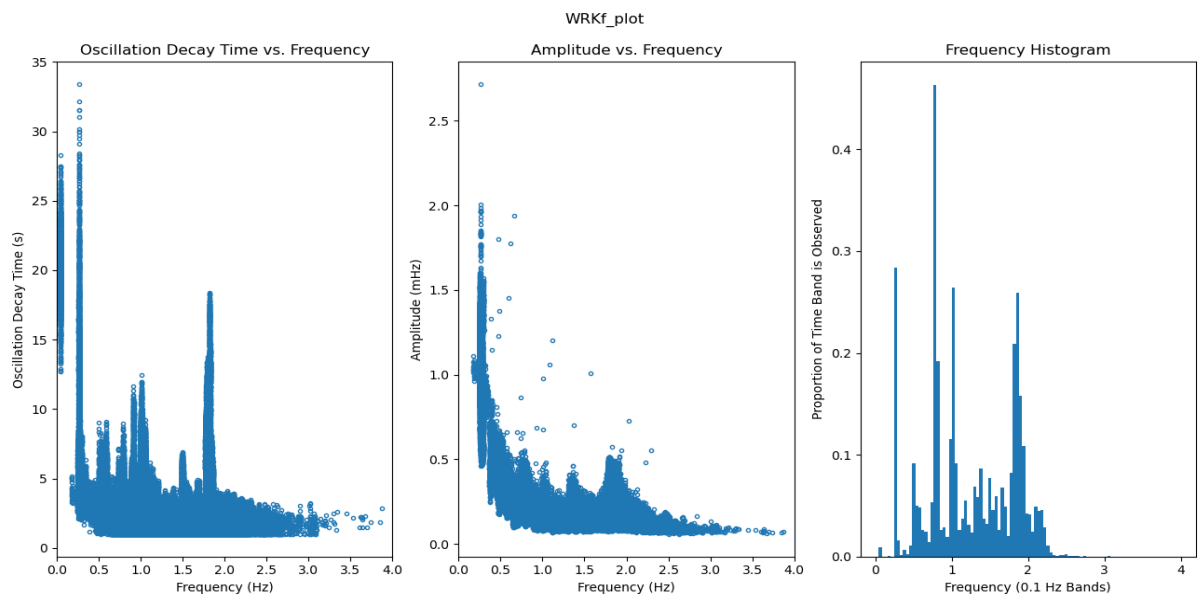 WRKf_plot
Oscillation Decay Time vs. Frequency
35
30
25
20
15
10
5
0
Oscillation Decay Time (s)
0.0 0.5 1.0 1.5 2.0 2.5 3.0 3.5 4.0
Frequency (Hz)
Amplitude vs. Frequency
2.5
2.0
1.5
1.0
0.5
0.0
Amplitude (mHz)
0.0 0.5 1.0 1.5 2.0 2.5 3.0 3.5 4.0
Frequency (Hz)
Frequency Histogram
0.4
0.3
0.2
0.1
0.0
Proportion of Time Band is Observed
0 1 2 3 4
Frequency (0.1 Hz Bands)